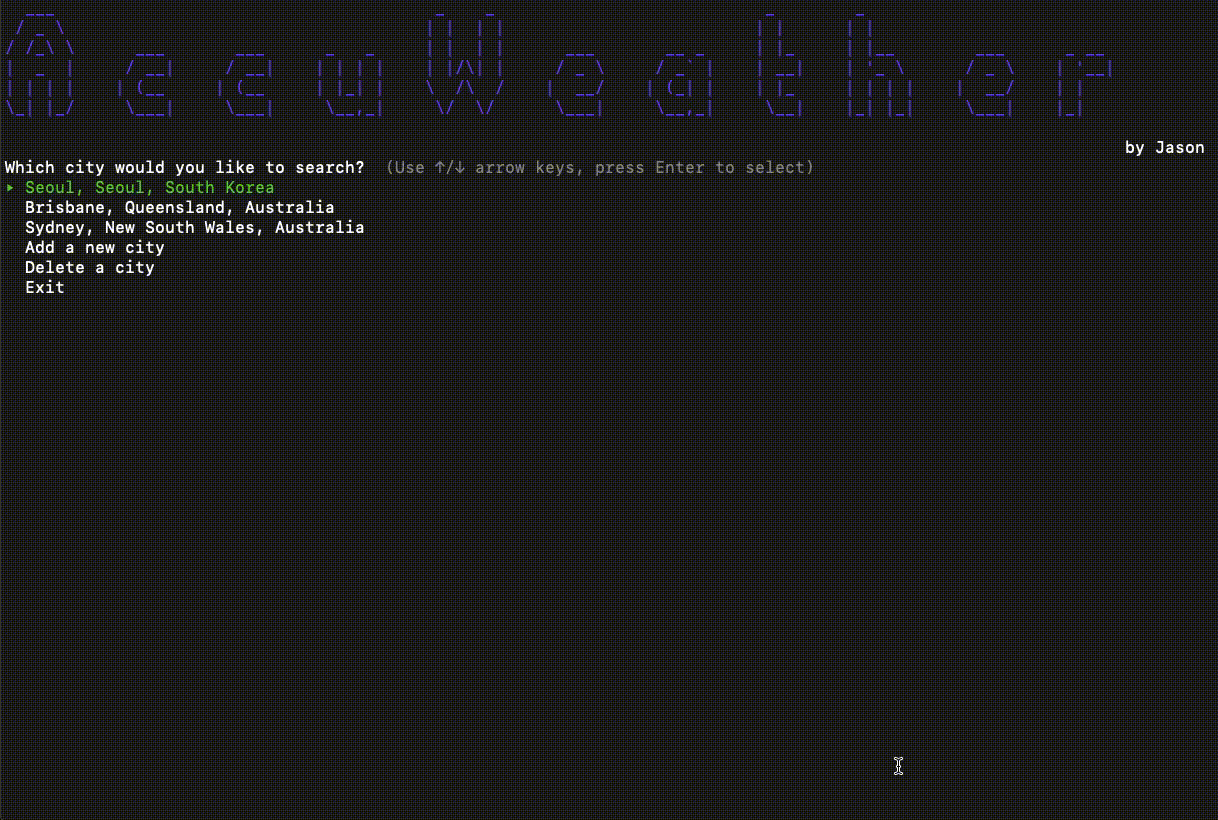 AccuWeather
by Jason
Which city would you like to search? (Use ↑/↓ arrow keys, press Enter to select)
▸ Seoul, Seoul, South Korea
Brisbane, Queensland, Australia
Sydney, New South Wales, Australia
Add a new city
Delete a city
Exit